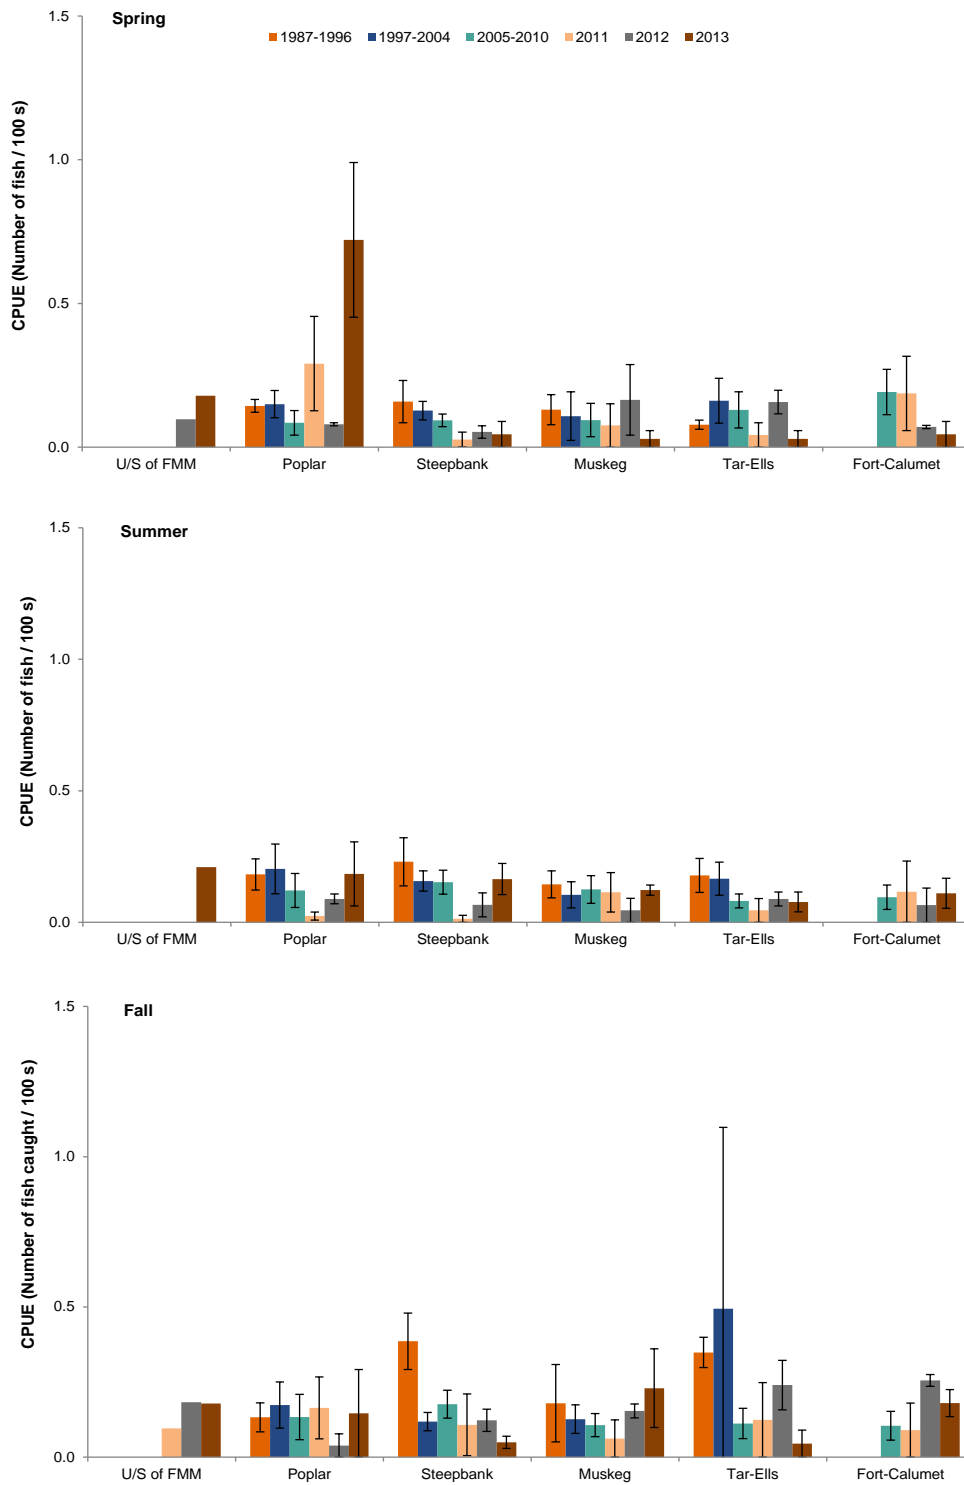 Spring
1987-1996 1997-2004 2005-2010 2011 2012 2013
CPUE (Number of fish / 100 s)
1.5
1.0
0.5
0.0
U/S of FMM Poplar Steepbank Muskeg Tar-Ells Fort-Calumet
Summer
CPUE (Number of fish / 100 s)
1.5
1.0
0.5
0.0
U/S of FMM Poplar Steepbank Muskeg Tar-Ells Fort-Calumet
Fall
CPUE (Number of fish caught / 100 s)
1.5
1.0
0.5
0.0
U/S of FMM Poplar Steepbank Muskeg Tar-Ells Fort-Calumet